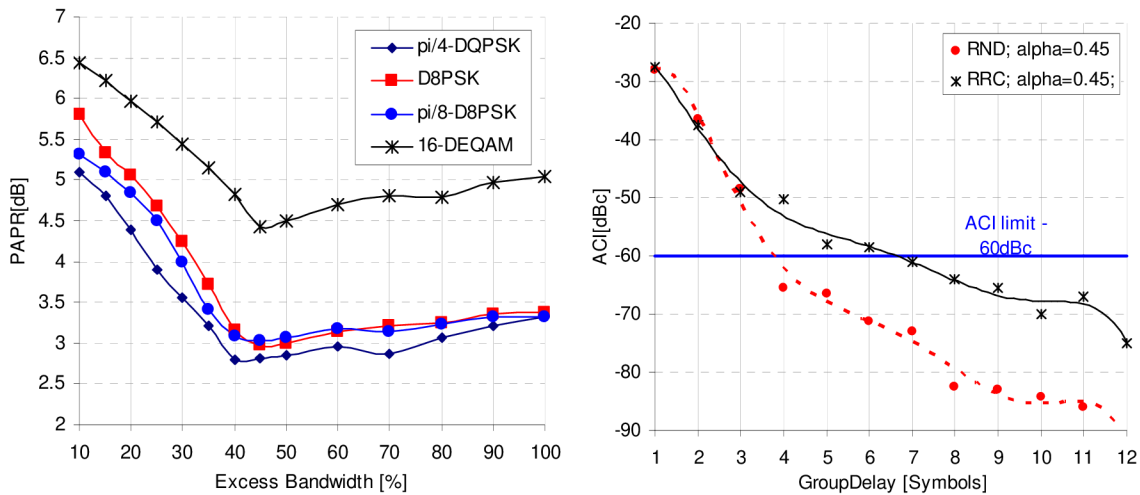 7
6.5
6
5.5
5
4.5
4
3.5
3
2.5
2
PAPR[dB]
pi/4-DQPSK
D8PSK
pi/8-D8PSK
16-DEQAM
10 20 30 40 50 60 70 80 90 100
Excess Bandwidth [%]
-20
-30
-40
-50
-60
-70
-80
-90
ACI[dBc]
RND; alpha=0.45
RRC; alpha=0.45;
ACI limit -
60dBc
1 2 3 4 5 6 7 8 9 10 11 12
GroupDelay [Symbols]